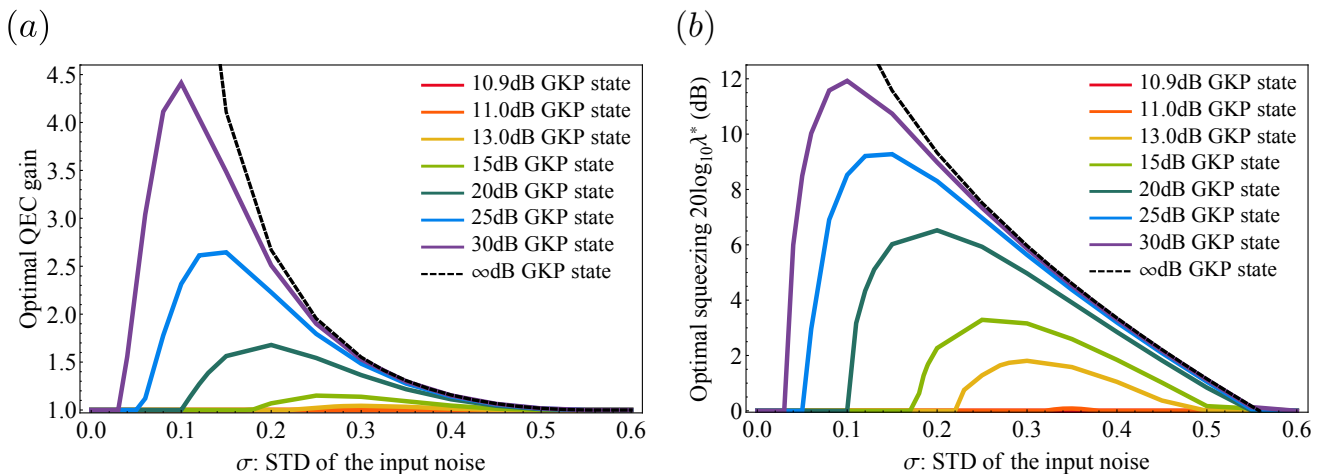 (a)
Optimal QEC gain
4.5
4.0
3.5
3.0
2.5
2.0
1.5
1.0
10.9dB GKP state
11.0dB GKP state
13.0dB GKP state
15dB GKP state
20dB GKP state
25dB GKP state
30dB GKP state
∞dB GKP state
0.0 0.1 0.2 0.3 0.4 0.5 0.6
σ: STD of the input noise
(b)
Optimal squeezing 20log₁₀λ* (dB)
12
10
8
6
4
2
0
10.9dB GKP state
11.0dB GKP state
13.0dB GKP state
15dB GKP state
20dB GKP state
25dB GKP state
30dB GKP state
∞dB GKP state
0.0 0.1 0.2 0.3 0.4 0.5 0.6
σ: STD of the input noise